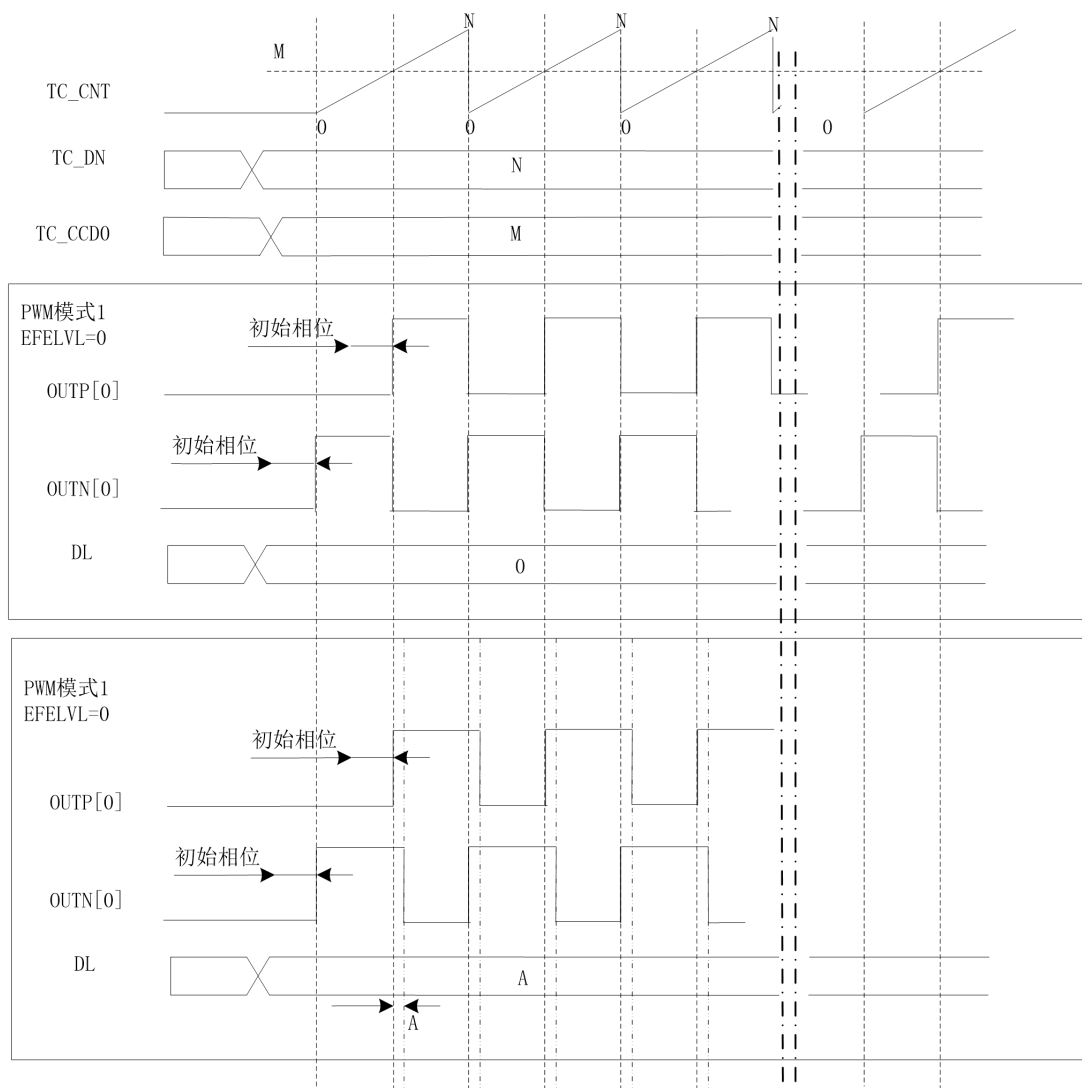 N N N
M
TC_CNT
0 0 0 0
TC_DN
N
TC_CCD0
M
PWM模式1
EFELVL=0
初始相位
OUTP[0]
初始相位
OUTN[0]
DL
0
PWM模式1
EFELVL=0
初始相位
OUTP[0]
初始相位
OUTN[0]
DL
A
A